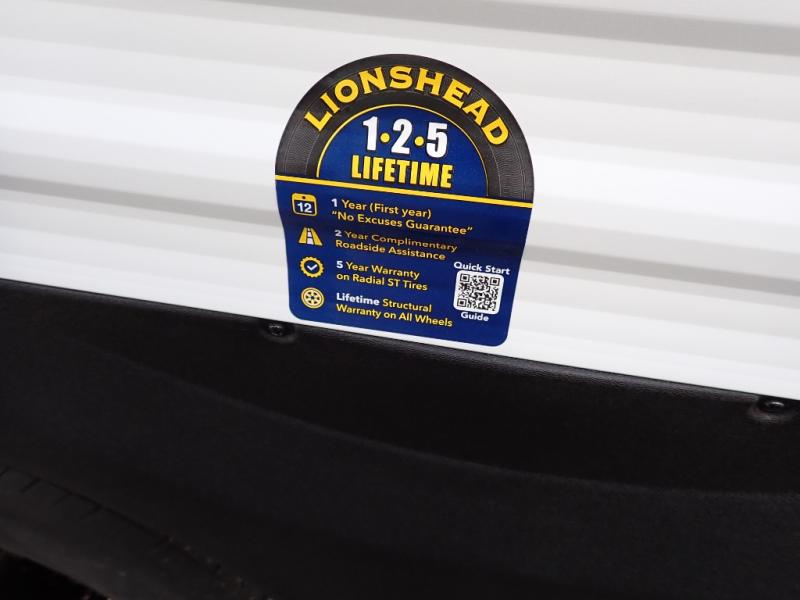 LIONSHEAD
1•2•5
LIFETIME
12
1 Year (First year)
"No Excuses Guarantee"
2 Year Complimentary
Roadside Assistance
5 Year Warranty
on Radial ST Tires
Quick Start
Guide
Lifetime Structural
Warranty on All Wheels